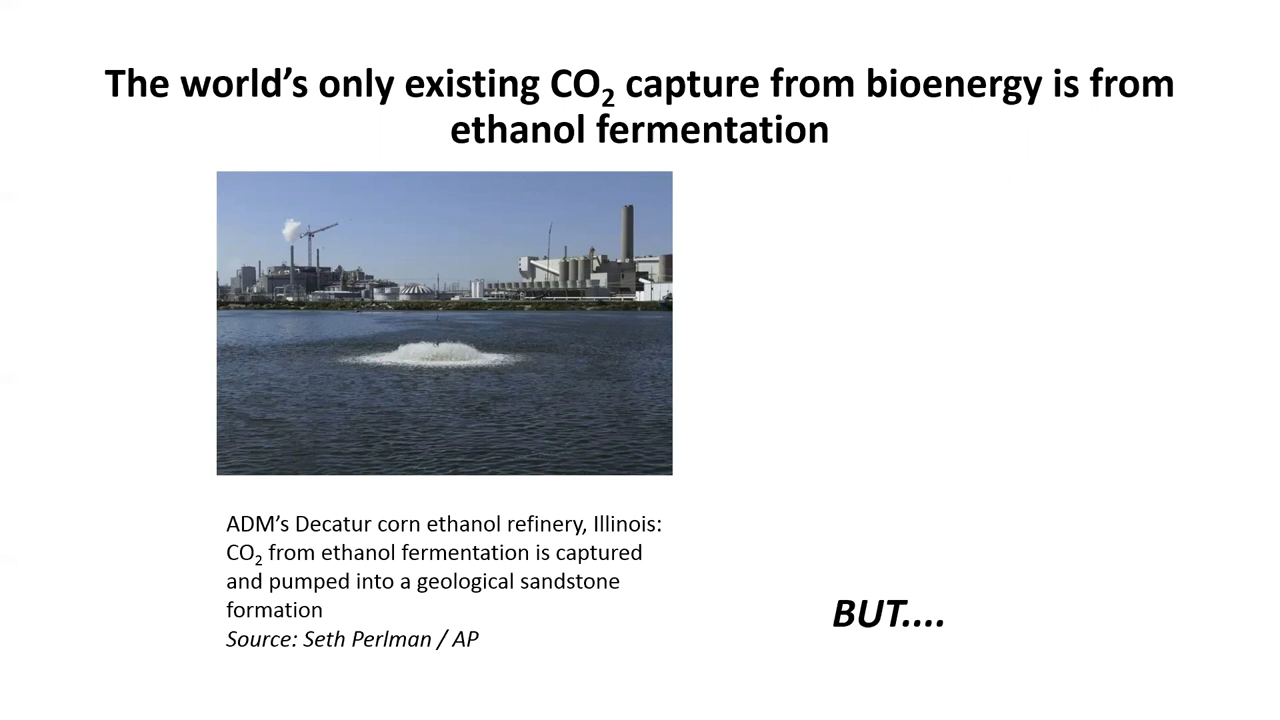 The world’s only existing CO₂ capture from bioenergy is from
ethanol fermentation
ADM’s Decatur corn ethanol refinery, Illinois:
CO₂ from ethanol fermentation is captured
and pumped into a geological sandstone
formation
Source: Seth Perlman / AP
BUT....